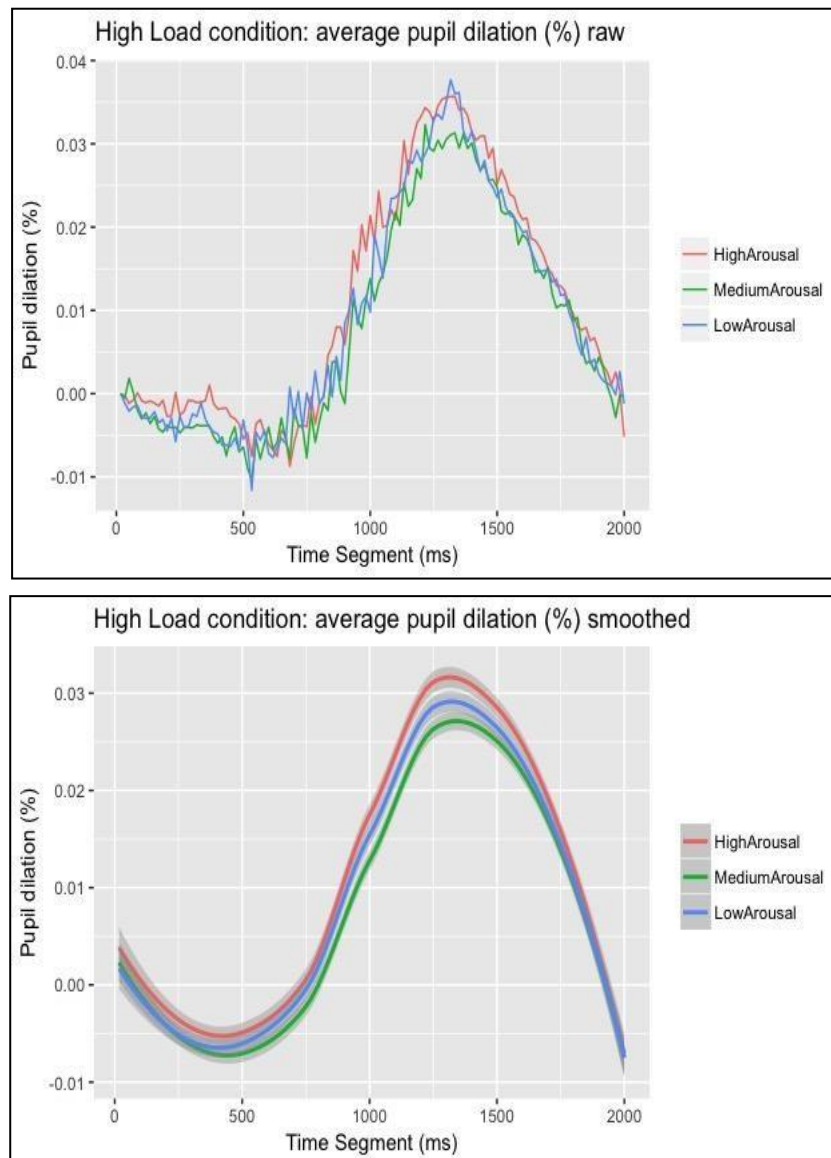 High Load condition: average pupil dilation (%) raw
0.04
0.03
0.02
0.01
0.00
-0.01
Pupil dilation (%)
0
500
1000
1500
2000
Time Segment (ms)
HighArousal
MediumArousal
LowArousal
High Load condition: average pupil dilation (%) smoothed
0.03
0.02
0.01
0.00
-0.01
Pupil dilation (%)
0
500
1000
1500
2000
Time Segment (ms)
HighArousal
MediumArousal
LowArousal